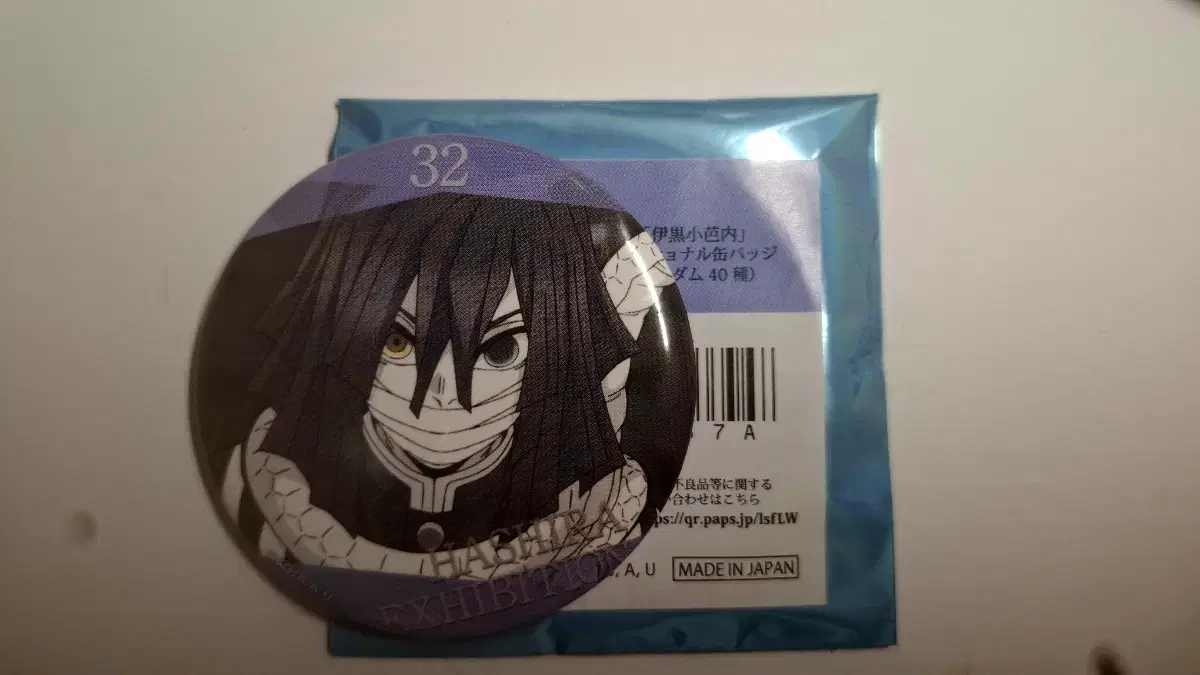 32
HASHIRA
EXHIBITION
「伊黒小芭内」
ョナル缶バッジ
ダム 40 種）
7 A
不良品等に関する
合わせはこちら
ps://qr.paps.jp/lsfLW
, A, U
MADE IN JAPAN